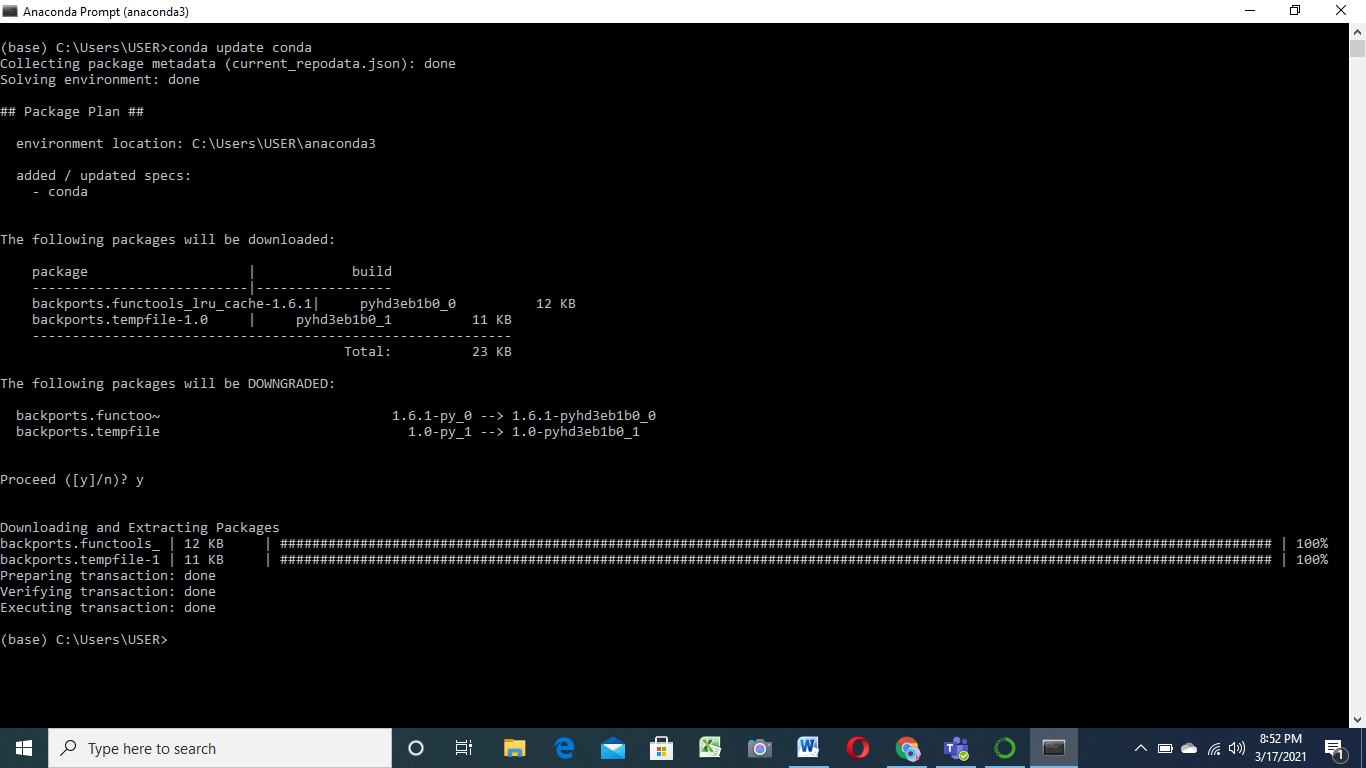 Anaconda Prompt (anaconda3)
(base) C:\Users\USER>conda update conda
Collecting package metadata (current_repodata.json): done
Solving environment: done
## Package Plan ##
  environment location: C:\Users\USER\anaconda3
  added / updated specs:
    - conda
The following packages will be downloaded:
    package                    |            build
    ---------------------------|-----------------
    backports.functools_lru_cache-1.6.1|     pyhd3eb1b0_0          12 KB
    backports.tempfile-1.0     |     pyhd3eb1b0_1          11 KB
    ------------------------------------------------------------
                                           Total:          23 KB
The following packages will be DOWNGRADED:
  backports.functoo~                             1.6.1-py_0 --> 1.6.1-pyhd3eb1b0_0
  backports.tempfile                               1.0-py_1 --> 1.0-pyhd3eb1b0_1
Proceed ([y]/n)? y
Downloading and Extracting Packages
backports.functools_ | 12 KB     | ############################################################################################################################ | 100%
backports.tempfile-1 | 11 KB     | ############################################################################################################################ | 100%
Preparing transaction: done
Verifying transaction: done
Executing transaction: done
(base) C:\Users\USER>
Type here to search
8:52 PM
3/17/2021
1